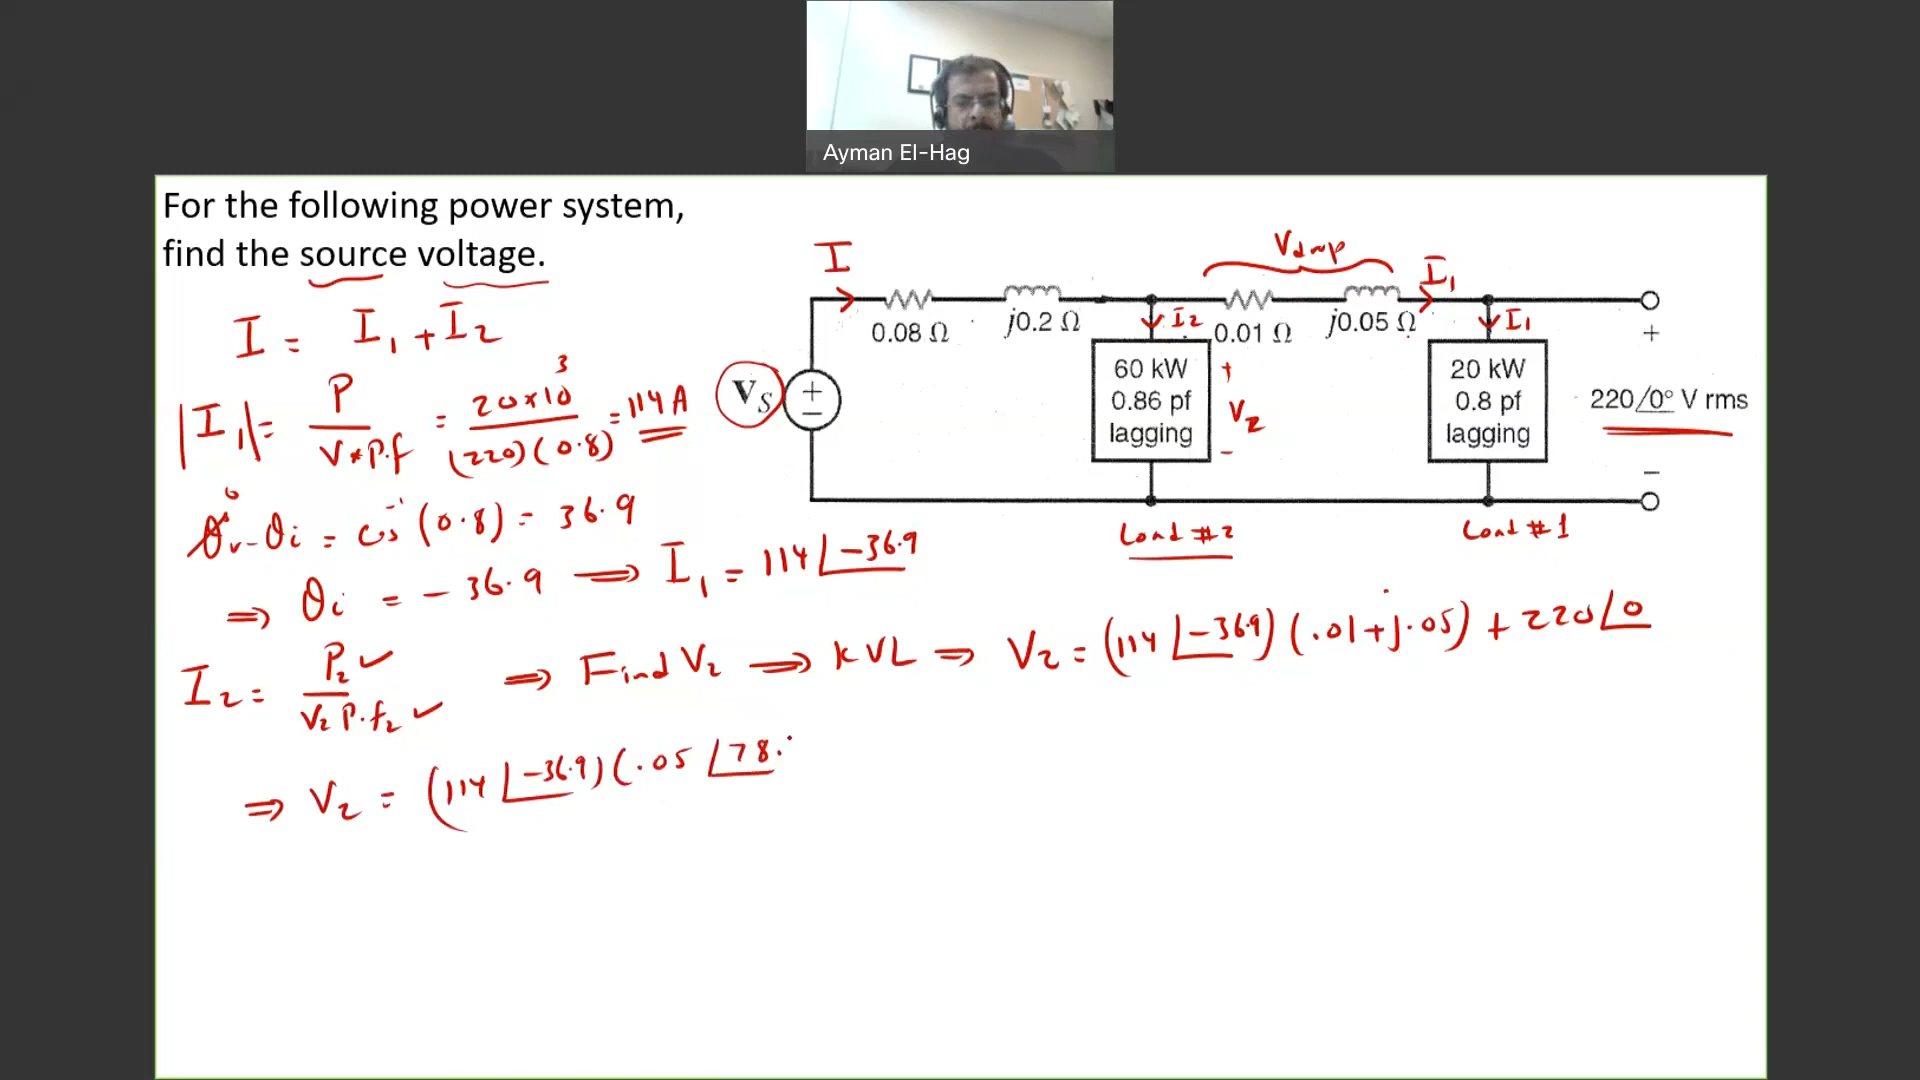 Ayman El-Hag
For the following power system,
find the source voltage.
I = I₁ + I₂
|I₁| = P / V * P.f = 20 x 10³ / (220)(0.8) = 114 A
θv - θi = cos⁻¹ (0.8) = 36.9
⇒ θi = - 36.9 ⇒ I₁ = 114 ∠-36.9
I₂ = P₂ ✓ / V₂ P.f₂ ✓ ⇒ Find V₂ ⇒ KVL ⇒ V₂ = (114 ∠-36.9) (.01 + j.05) + 220 ∠0
⇒ V₂ = (114 ∠-36.9) (.05 ∠78.
I
Vdrop
I₁
0.08 Ω
j0.2 Ω
I₂
0.01 Ω
j0.05 Ω
I₁
+
VS
+
−
60 kW
0.86 pf
lagging
+
V₂
-
20 kW
0.8 pf
lagging
220/0° V rms
−
Load #2
Load #1